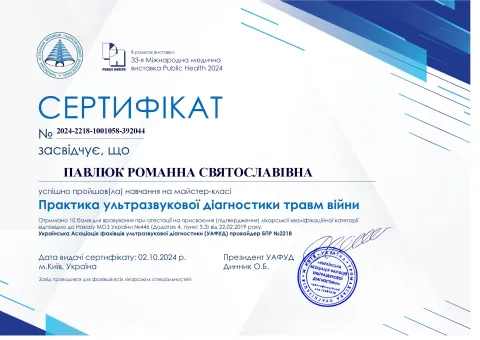 В рамках виставки:
33-я Міжнародна медична
виставка Public Health 2024
PUBLIC HEALTH
СЕРТИФІКАТ
№ 2024-2218-1001058-392044
засвідчує, що
ПАВЛЮК РОМАННА СВЯТОСЛАВІВНА
успішно пройшов(ла) навчання на майстер-класі
Практика ультразвукової діагностики травм війни
Отримано 10 балів для врахування при атестації на присвоєння (підтвердження) лікарської кваліфікаційної категорії
відповідно до Наказу МОЗ України №446 (Додаток 4, пункт 3.3) від 22.02.2019 року.
Українська Асоціація фахівців ультразвукової діагностики (УАФУД) провайдер БПР №2218
Дата видачі сертифікату: 02.10.2024 р.
м.Київ, Україна
Президент УАФУД
Динник О.Б.
Захід проводився для фахівців всіх лікарських спеціальностей